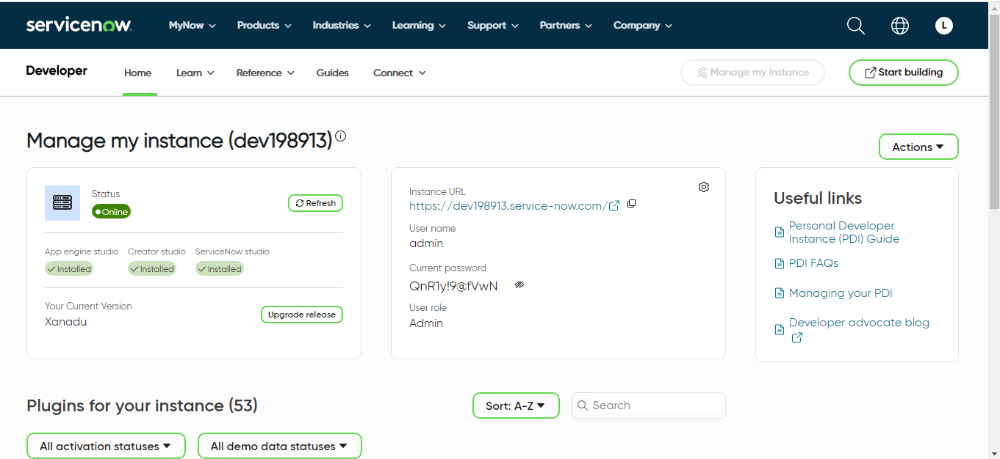 servicenow.
MyNow
Products
Industries
Learning
Support
Partners
Company
L
Developer
Home
Learn
Reference
Guides
Connect
Manage my instance
Start building
Manage my instance (dev198913)
Actions
Status
Online
Refresh
App engine studio
Creator studio
ServiceNow studio
Installed
Installed
Installed
Your Current Version
Xanadu
Upgrade release
Instance URL
https://dev198913.service-now.com/
User name
admin
Current password
QnR1y!9@fVwN
User role
Admin
Useful links
Personal Developer
Instance (PDI) Guide
PDI FAQs
Managing your PDI
Developer advocate blog
Plugins for your instance (53)
Sort: A-Z
Search
All activation statuses
All demo data statuses